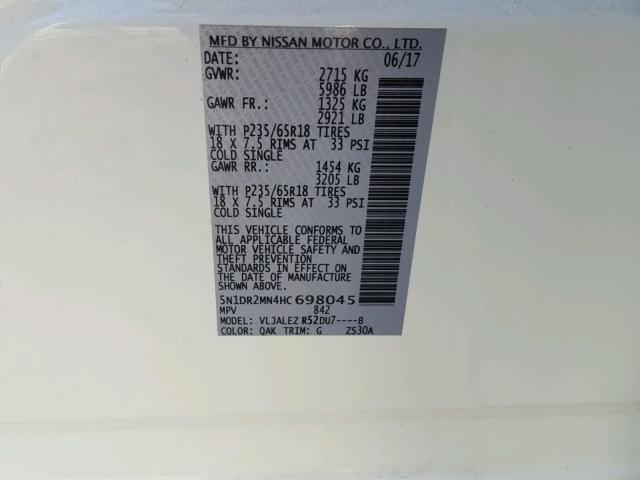 MFD BY NISSAN MOTOR CO., LTD.
DATE: 06/17
GVWR: 2715 KG
5986 LB
GAWR FR.: 1325 KG
2921 LB
WITH P235/65R18 TIRES
18 X 7.5 RIMS AT 33 PSI
COLD SINGLE
GAWR RR.: 1454 KG
3205 LB
WITH P235/65R18 TIRES
18 X 7.5 RIMS AT 33 PSI
COLD SINGLE
THIS VEHICLE CONFORMS TO
ALL APPLICABLE FEDERAL
MOTOR VEHICLE SAFETY AND
THEFT PREVENTION
STANDARDS IN EFFECT ON
THE DATE OF MANUFACTURE
SHOWN ABOVE.
5N1DR2MN4HC698045
MPV 842
MODEL: VLJALEZ R52DU7----B
COLOR: QAK TRIM: G ZS30A